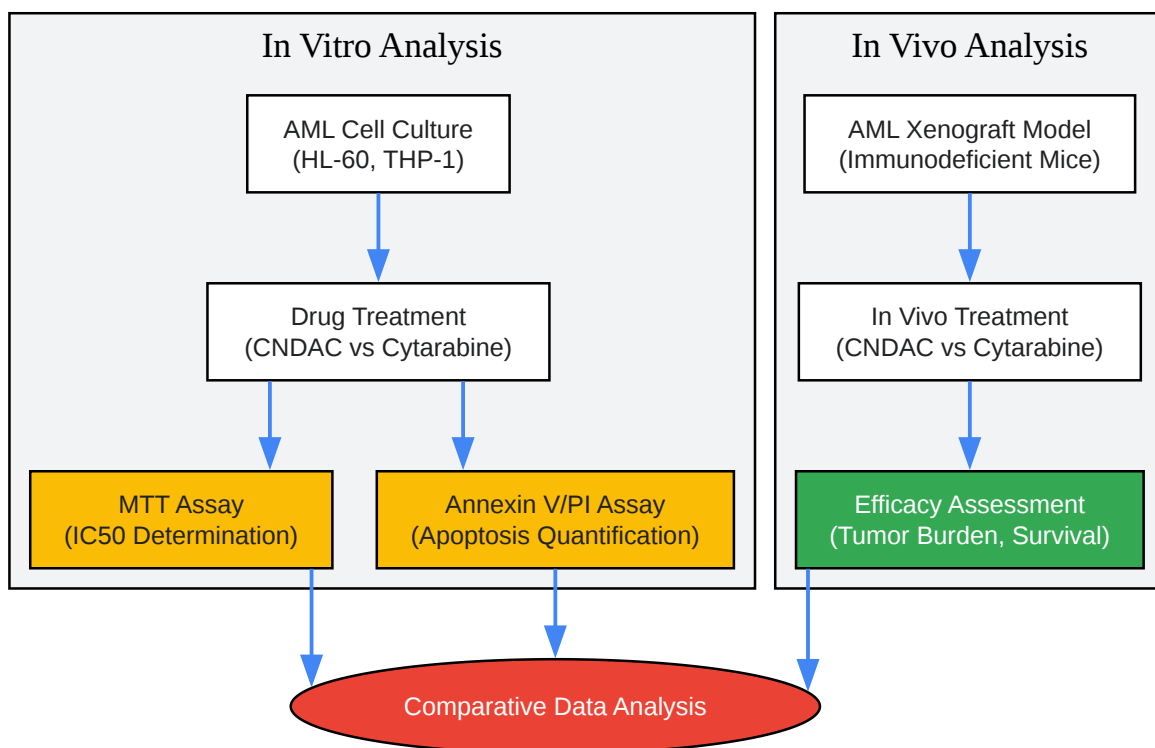 In Vitro Analysis
AML Cell Culture
(HL-60, THP-1)
Drug Treatment
(CNDAC vs Cytarabine)
MTT Assay
(IC50 Determination)
Annexin V/PI Assay
(Apoptosis Quantification)
In Vivo Analysis
AML Xenograft Model
(Immunodeficient Mice)
In Vivo Treatment
(CNDAC vs Cytarabine)
Efficacy Assessment
(Tumor Burden, Survival)
Comparative Data Analysis